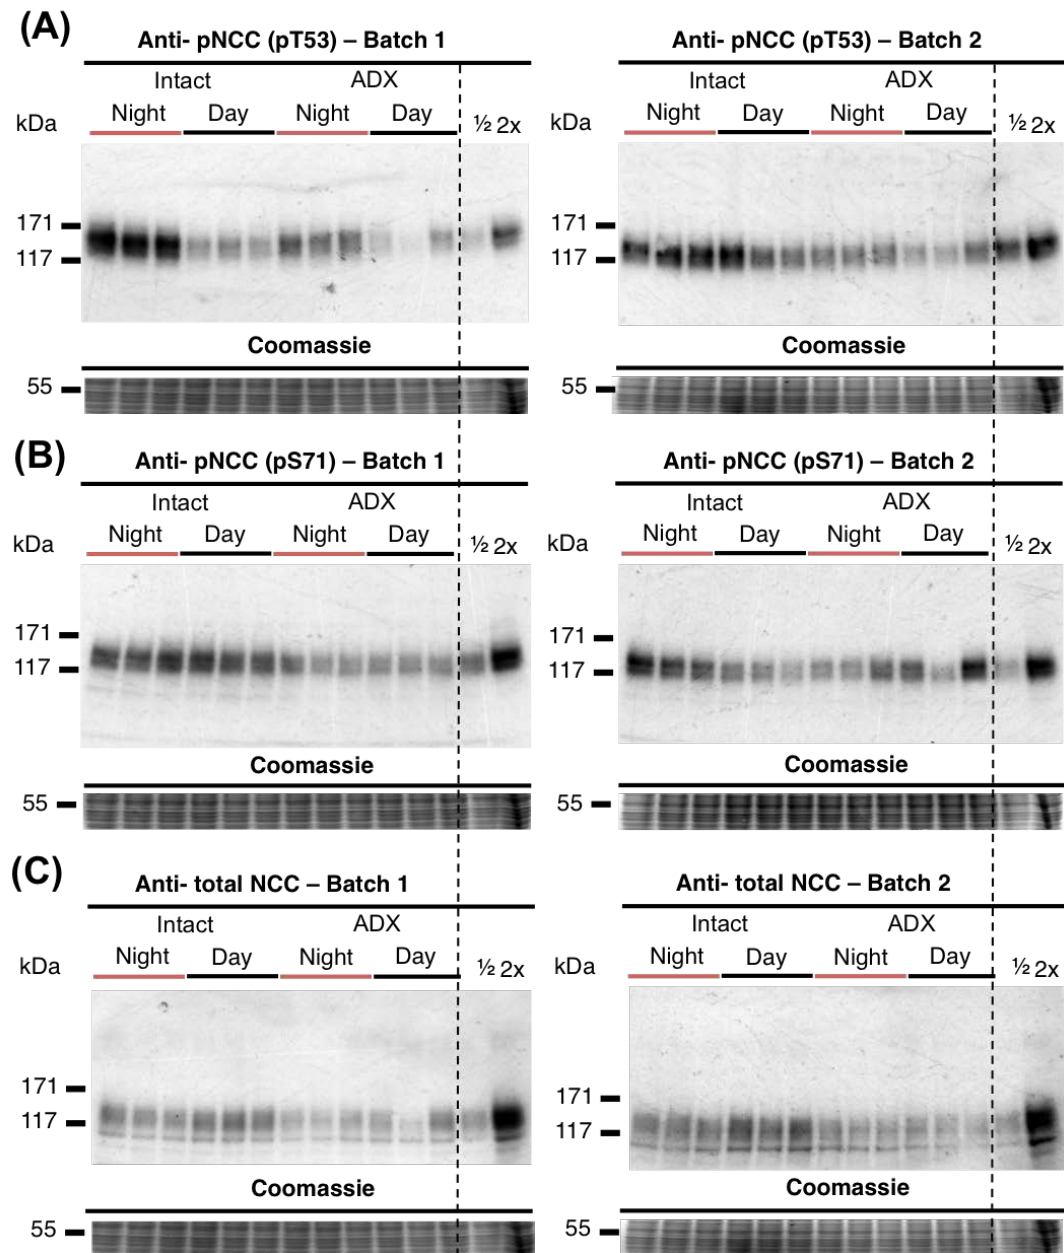 (A)
Anti- pNCC (pT53) – Batch 1
Intact ADX
Night Day Night Day
kDa ½ 2x
171
117
Coomassie
55
Anti- pNCC (pT53) – Batch 2
Intact ADX
Night Day Night Day
kDa ½ 2x
171
117
Coomassie
55
(B)
Anti- pNCC (pS71) – Batch 1
Intact ADX
Night Day Night Day
kDa ½ 2x
171
117
Coomassie
55
Anti- pNCC (pS71) – Batch 2
Intact ADX
Night Day Night Day
kDa ½ 2x
171
117
Coomassie
55
(C)
Anti- total NCC – Batch 1
Intact ADX
Night Day Night Day
kDa ½ 2x
171
117
Coomassie
55
Anti- total NCC – Batch 2
Intact ADX
Night Day Night Day
kDa ½ 2x
171
117
Coomassie
55